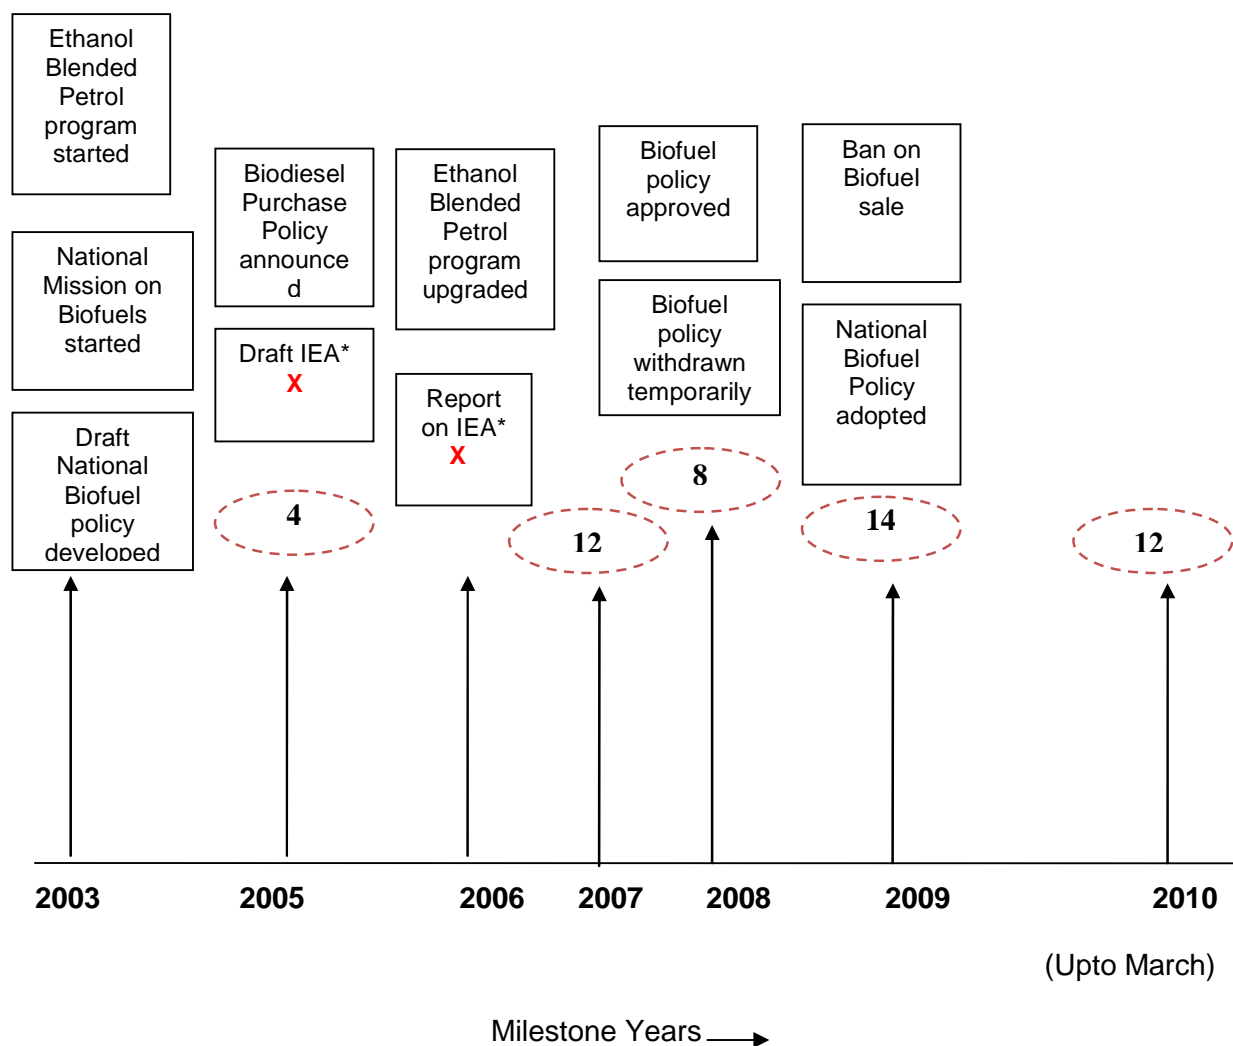 Ethanol
Blended
Petrol
program
started
National
Mission on
Biofuels
started
Draft
National
Biofuel
policy
developed
Biodiesel
Purchase
Policy
announce
d
Draft IEA*
X
4
Ethanol
Blended
Petrol
program
upgraded
Report
on IEA*
X
12
Biofuel
policy
approved
Biofuel
policy
withdrawn
temporarily
8
Ban on
Biofuel
sale
National
Biofuel
Policy
adopted
14
12
2003 2005 2006 2007 2008 2009 2010
(Upto March)
Milestone Years